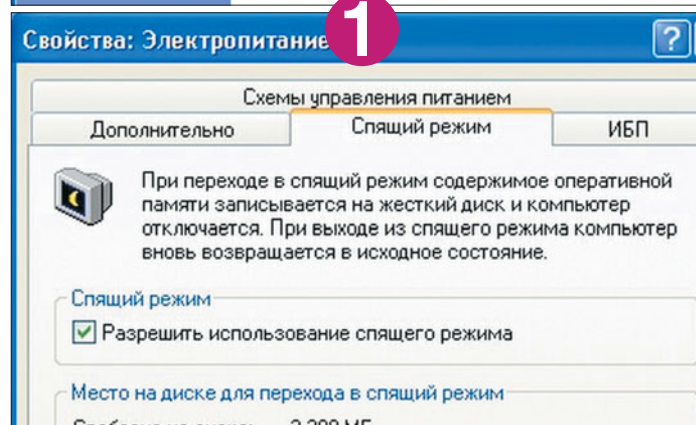 Свойства: Электропитание
1
?
Схемы управления питанием
Дополнительно Спящий режим ИБП
При переходе в спящий режим содержимое оперативной
памяти записывается на жесткий диск и компьютер
отключается. При выходе из спящего режима компьютер
вновь возвращается в исходное состояние.
Спящий режим
Разрешить использование спящего режима
Место на диске для перехода в спящий режим